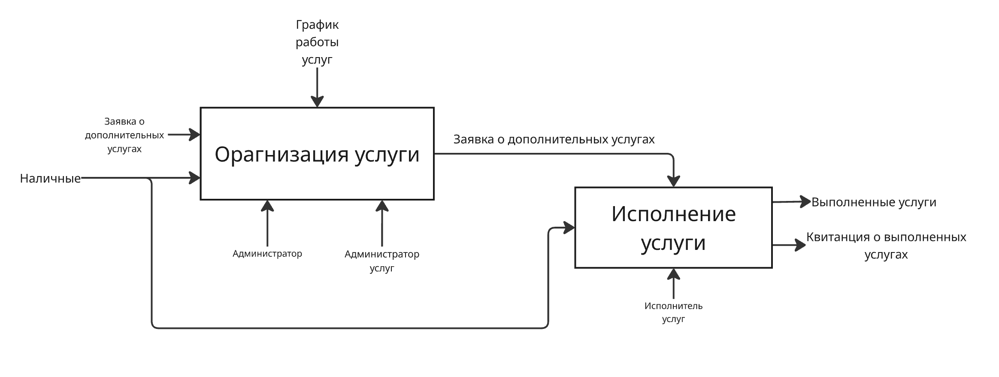 График
работы
услуг
Заявка о
дополнительных
услугах
Орагнизация услуги
Наличные
Заявка о дополнительных услугах
Администратор
Администратор
услуг
Исполнение
услуги
Выполненные услуги
Квитанция о выполненных
услугах
Исполнитель
услуг